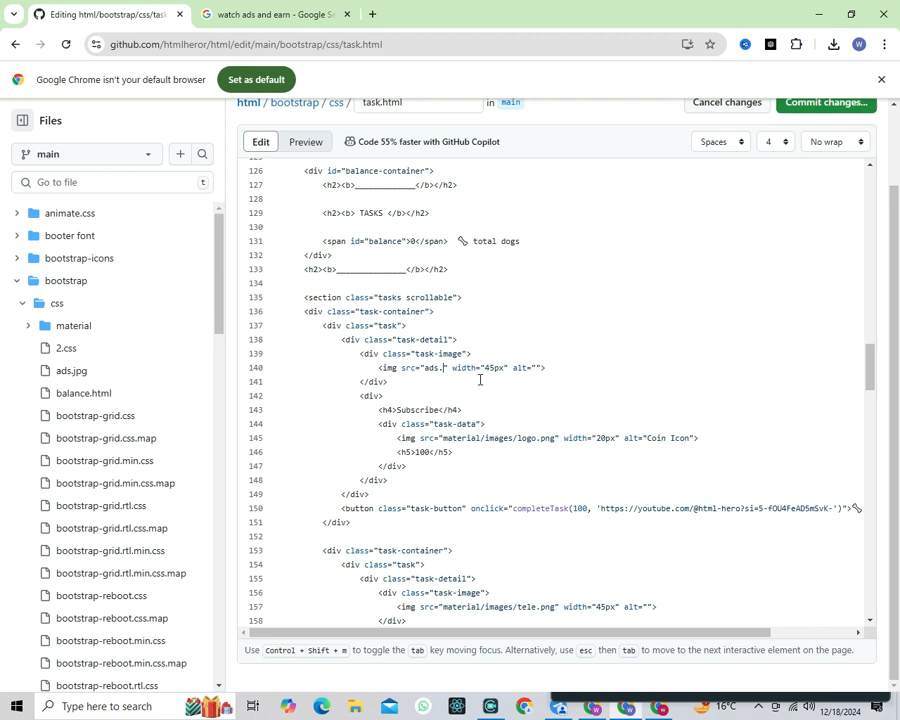 Editing html/bootstrap/css/task
watch ads and earn - Google Se
github.com/htmlheror/html/edit/main/bootstrap/css/task.html
W
Google Chrome isn't your default browser
Set as default
html / bootstrap / css /
task.html
in
main
Cancel changes
Commit changes...
Files
main
Go to file
t
animate.css
booter font
bootstrap-icons
bootstrap
css
material
2.css
ads.jpg
balance.html
bootstrap-grid.css
bootstrap-grid.css.map
bootstrap-grid.min.css
bootstrap-grid.min.css.map
bootstrap-grid.rtl.css
bootstrap-grid.rtl.css.map
bootstrap-grid.rtl.min.css
bootstrap-grid.rtl.min.css.map
bootstrap-reboot.css
bootstrap-reboot.css.map
bootstrap-reboot.min.css
bootstrap-reboot.min.css.map
bootstrap-reboot.rtl.css
Edit
Preview
Code 55% faster with GitHub Copilot
Spaces
4
No wrap
126 <div id="balance-container">
127 <h2><b>_____________</b></h2>
128
129 <h2><b> TASKS </b></h2>
130
131 <span id="balance">0</span> 🦴 total dogs
132 </div>
133 <h2><b>_______________</b></h2>
134
135 <section class="tasks scrollable">
136 <div class="task-container">
137 <div class="task">
138 <div class="task-detail">
139 <div class="task-image">
140 <img src="ads." width="45px" alt="">
141 </div>
142 <div>
143 <h4>Subscribe</h4>
144 <div class="task-data">
145 <img src="material/images/logo.png" width="20px" alt="Coin Icon">
146 <h5>100</h5>
147 </div>
148 </div>
149 </div>
150 <button class="task-button" onclick="completeTask(100, 'https://youtube.com/@html-hero?si=5-fOU4FeAD5mSvK-')">🦴
151 </div>
152
153 <div class="task-container">
154 <div class="task">
155 <div class="task-detail">
156 <div class="task-image">
157 <img src="material/images/tele.png" width="45px" alt="">
158 </div>
Use Control + Shift + m to toggle the tab key moving focus. Alternatively, use esc then tab to move to the next interactive element on the page.
Type here to search
16°C
12/18/2024